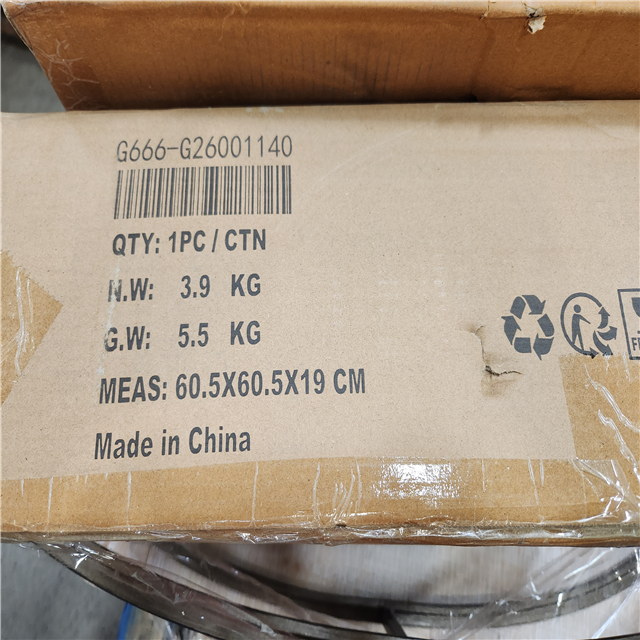 G666-G26001140
QTY: 1PC / CTN
N.W: 3.9 KG
G.W: 5.5 KG
MEAS: 60.5X60.5X19 CM
Made in China